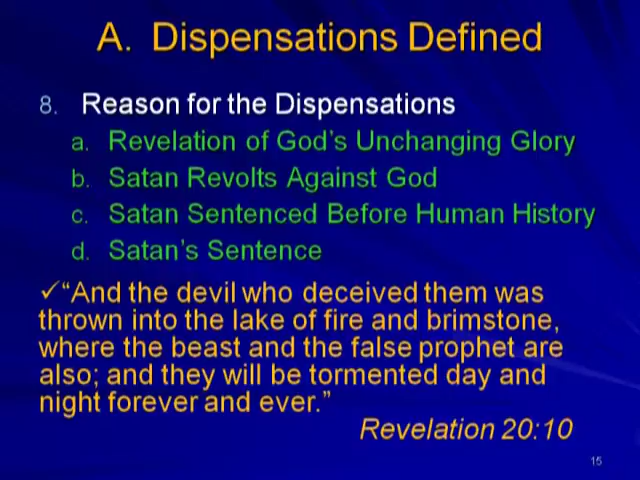 A. Dispensations Defined
8. Reason for the Dispensations
a. Revelation of God's Unchanging Glory
b. Satan Revolts Against God
c. Satan Sentenced Before Human History
d. Satan's Sentence
✓“And the devil who deceived them was
thrown into the lake of fire and brimstone,
where the beast and the false prophet are
also; and they will be tormented day and
night forever and ever.”
Revelation 20:10
15